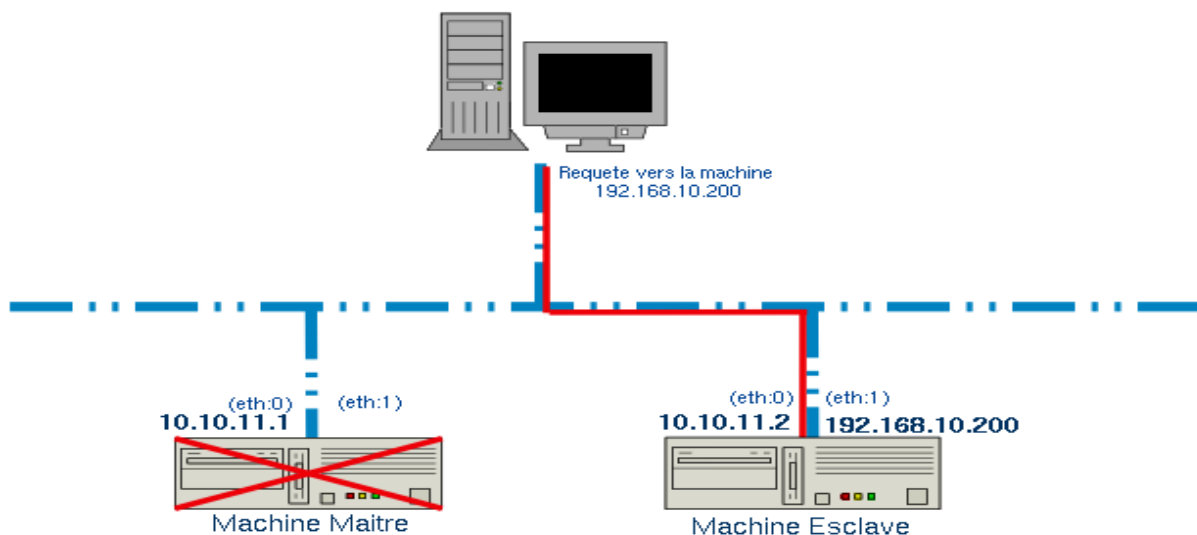 Requete vers la machine
192.168.10.200
(eth:0) (eth:1)
10.10.11.1
Machine Maitre
(eth:0) (eth:1)
10.10.11.2 192.168.10.200
Machine Esclave